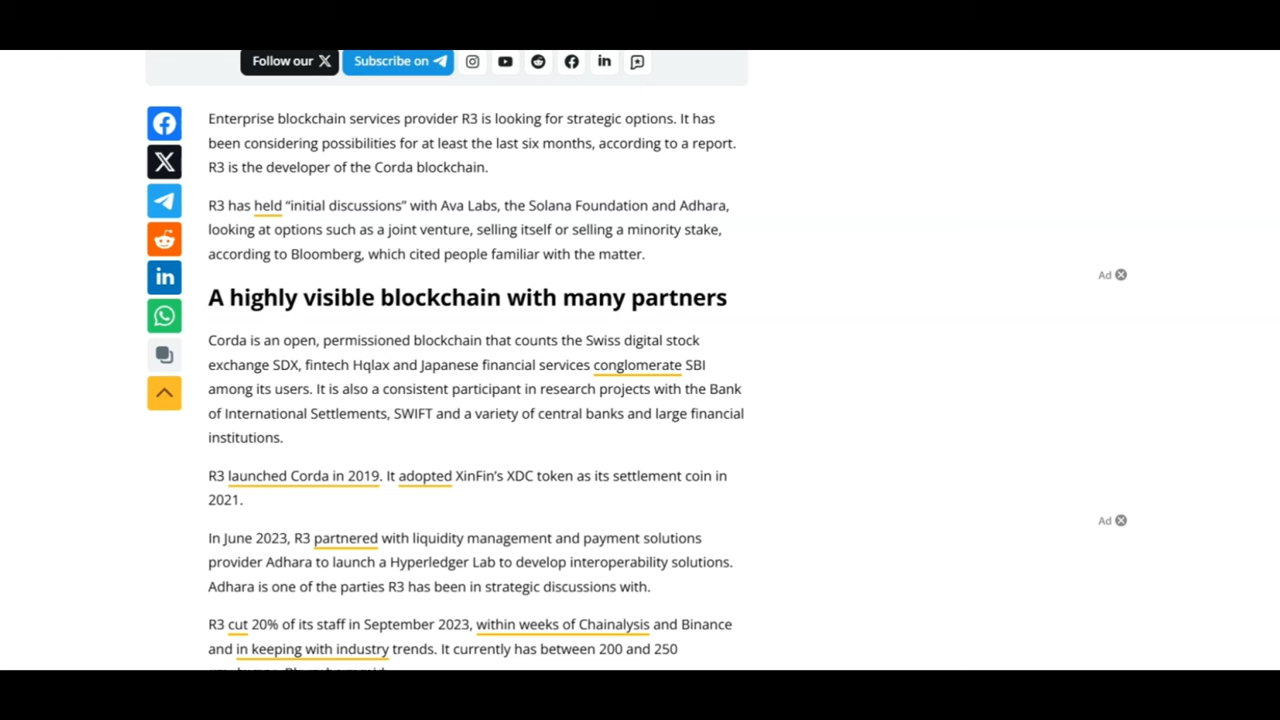 Follow our X Subscribe on
Enterprise blockchain services provider R3 is looking for strategic options. It has
been considering possibilities for at least the last six months, according to a report.
R3 is the developer of the Corda blockchain.
R3 has held “initial discussions” with Ava Labs, the Solana Foundation and Adhara,
looking at options such as a joint venture, selling itself or selling a minority stake,
according to Bloomberg, which cited people familiar with the matter.
Ad
A highly visible blockchain with many partners
Corda is an open, permissioned blockchain that counts the Swiss digital stock
exchange SDX, fintech Hqlax and Japanese financial services conglomerate SBI
among its users. It is also a consistent participant in research projects with the Bank
of International Settlements, SWIFT and a variety of central banks and large financial
institutions.
R3 launched Corda in 2019. It adopted XinFin’s XDC token as its settlement coin in
2021.
Ad
In June 2023, R3 partnered with liquidity management and payment solutions
provider Adhara to launch a Hyperledger Lab to develop interoperability solutions.
Adhara is one of the parties R3 has been in strategic discussions with.
R3 cut 20% of its staff in September 2023, within weeks of Chainalysis and Binance
and in keeping with industry trends. It currently has between 200 and 250